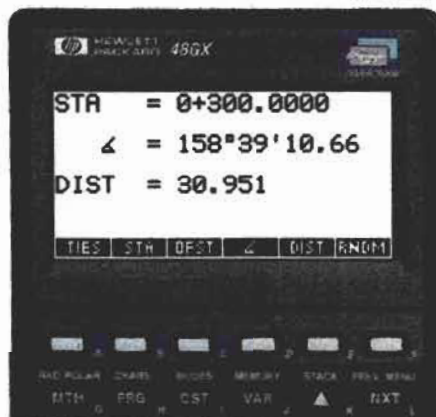 hp HEWLETT PACKARD 48GX
STA = 0+300.0000
∡ = 158°39'10.66
DIST = 30.951
TIES STA OFST ∡ DIST RNDM
A B C D E F
RAD POLAR CHARS MODES MEMORY STACK PREV MENU
MTH PRG CST VAR ▲ NXT
G H I J K L